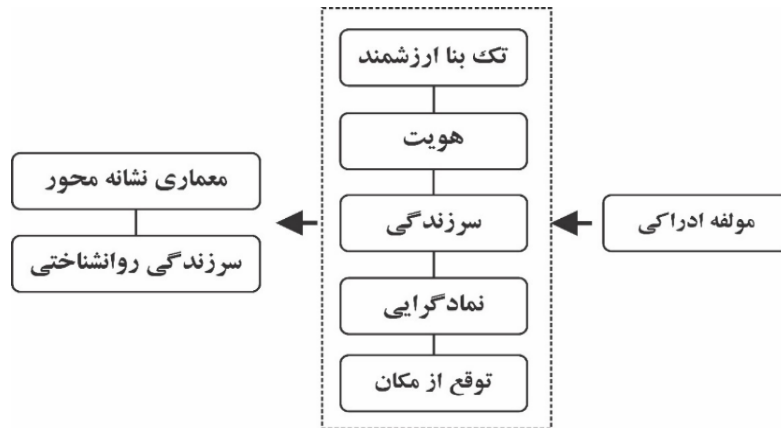 مولفه ادراکی
تک بنا ارزشمند
هویت
سرزندگی
نمادگرایی
توقع از مکان
معماری نشانه محور
سرزندگی روانشناختی